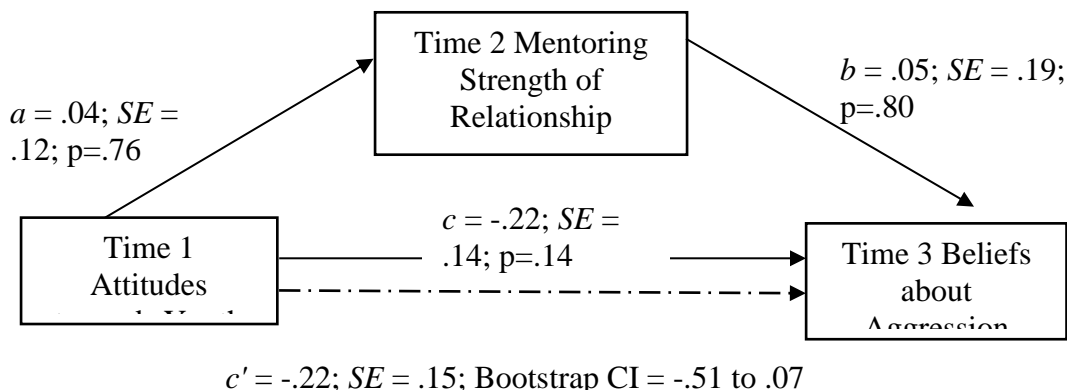 Time 2 Mentoring
Strength of
Relationship
b = .05; SE = .19;
p=.80
a = .04; SE =
.12; p=.76
c = -.22; SE =
.14; p=.14
Time 1
Attitudes
Time 3 Beliefs
about
Aggression
c' = -.22; SE = .15; Bootstrap CI = -.51 to .07